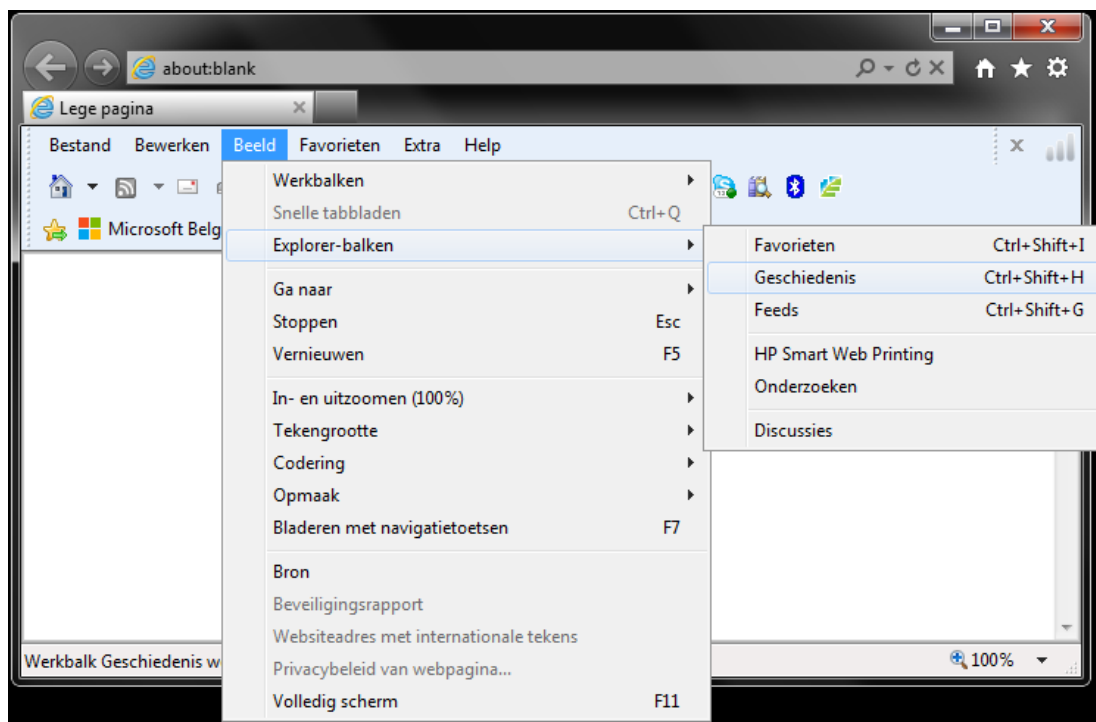 about:blank
Lege pagina
Bestand Bewerken Beeld Favorieten Extra Help
Werkbalken
Snelle tabbladen Ctrl+Q
Microsoft Belg
Explorer-balken
Favorieten Ctrl+Shift+I
Geschiedenis Ctrl+Shift+H
Feeds Ctrl+Shift+G
HP Smart Web Printing
Onderzoeken
Discussies
Ga naar
Stoppen Esc
Vernieuwen F5
In- en uitzoomen (100%)
Tekengrootte
Codering
Opmaak
Bladeren met navigatietoetsen F7
Bron
Beveiligingsrapport
Websiteadres met internationale tekens
Privacybeleid van webpagina...
Volledig scherm F11
Werkbalk Geschiedenis w
100%